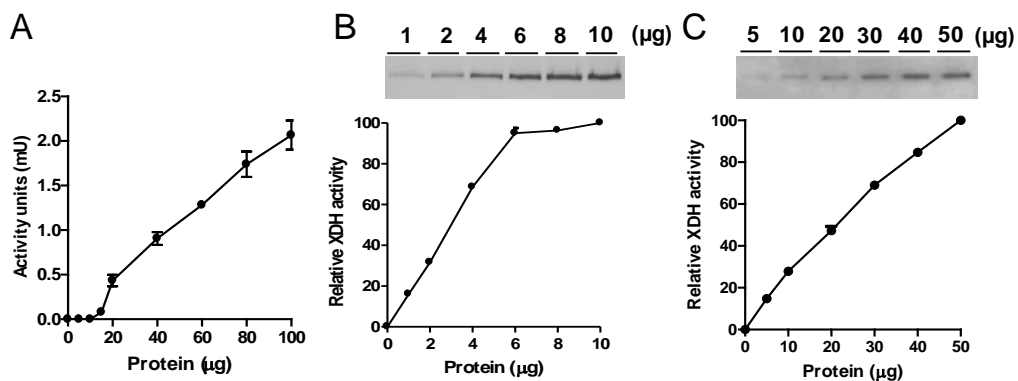 A
Activity units (mU)
2.5
2.0
1.5
1.0
0.5
0.0
0 20 40 60 80 100
Protein (μg)
B
1 2 4 6 8 10 (μg)
Relative XDH activity
100
80
60
40
20
0
0 2 4 6 8 10
Protein (μg)
C
5 10 20 30 40 50 (μg)
Relative XDH activity
100
80
60
40
20
0
0 10 20 30 40 50
Protein (μg)